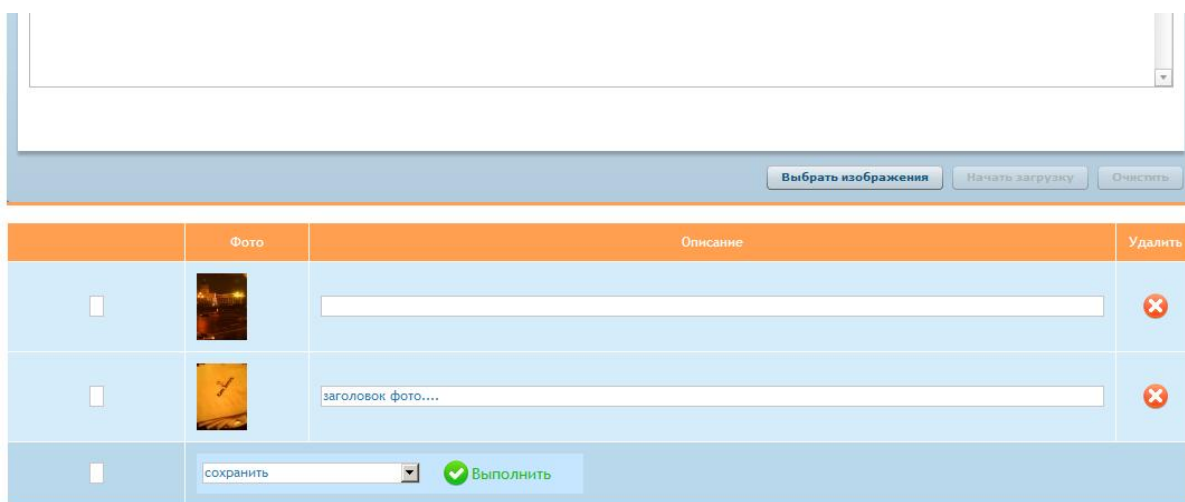 Выбрать изображения Начать загрузку Очистить
Фото Описание Удалить
заголовок фото....
сохранить Выполнить